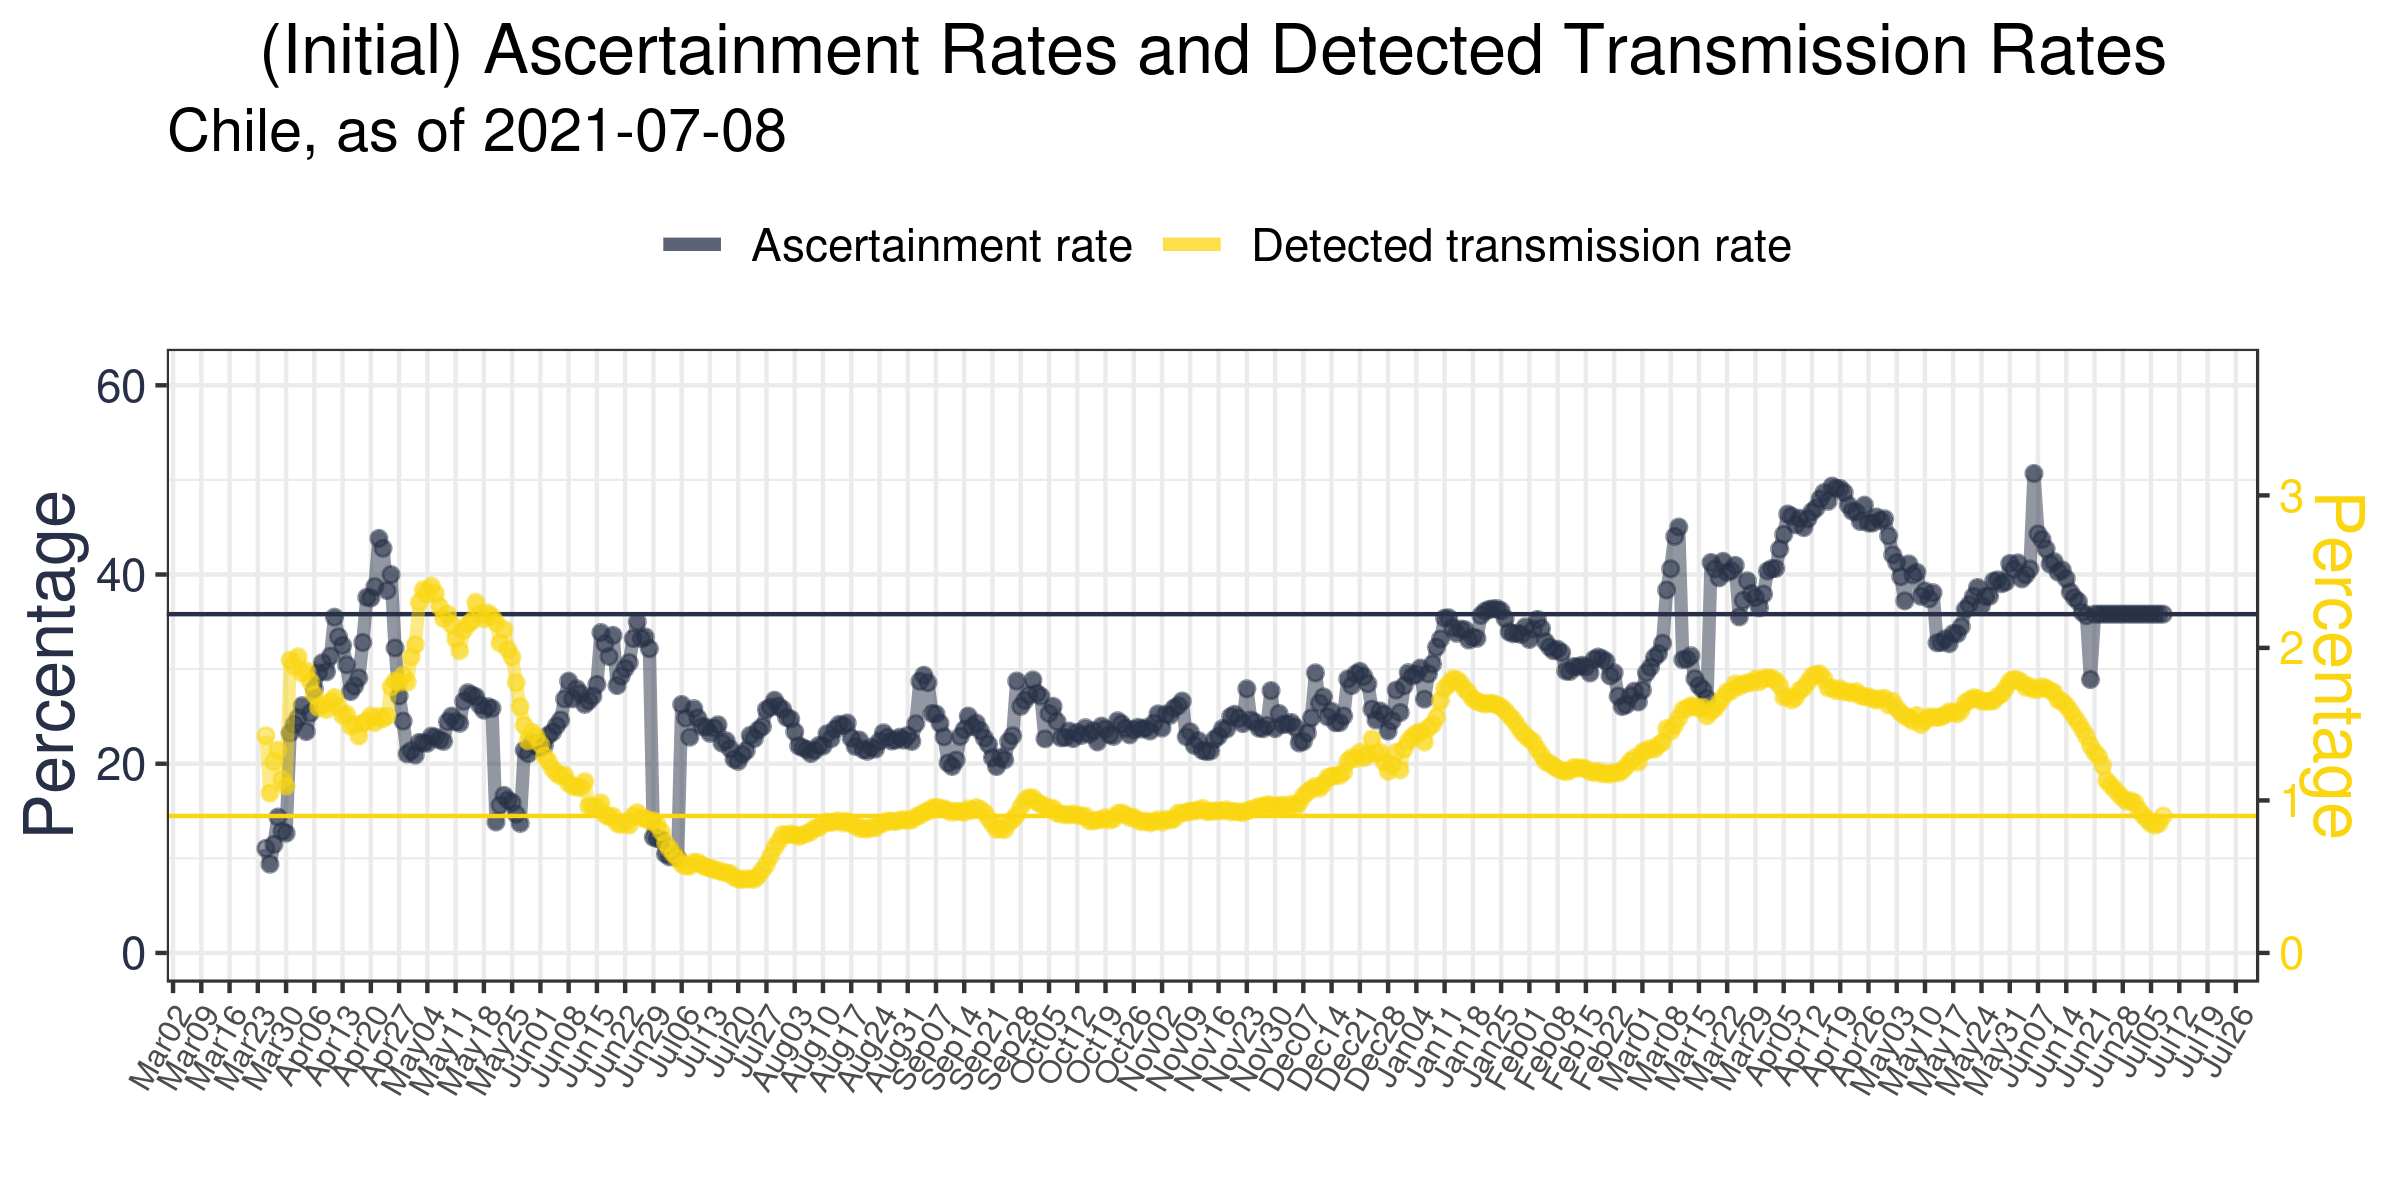 (Initial) Ascertainment Rates and Detected Transmission Rates
Chile, as of 2021-07-08
Ascertainment rate Detected transmission rate
Percentage
60
40
20
0
3
2
1
0
Percentage
Mar02 Mar09 Mar16 Mar23 Mar30 Apr06 Apr13 Apr20 Apr27 May04 May11 May18 May25 Jun01 Jun08 Jun15 Jun22 Jun29 Jul06 Jul13 Jul20 Jul27 Aug03 Aug10 Aug17 Aug24 Aug31 Sep07 Sep14 Sep21 Sep28 Oct05 Oct12 Oct19 Oct26 Nov02 Nov09 Nov16 Nov23 Nov30 Dec07 Dec14 Dec21 Dec28 Jan04 Jan11 Jan18 Jan25 Feb01 Feb08 Feb15 Feb22 Mar01 Mar08 Mar15 Mar22 Mar29 Apr05 Apr12 Apr19 Apr26 May03 May10 May17 May24 May31 Jun07 Jun14 Jun21 Jun28 Jul05 Jul12 Jul19 Jul26